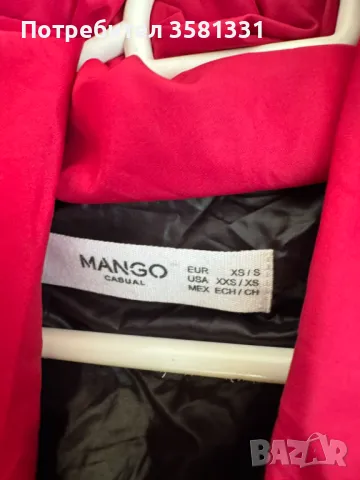 Потребител 3581331
MANGO
CASUAL
EUR XS / S
USA XXS / XS
MEX ECH / CH
BAZAR